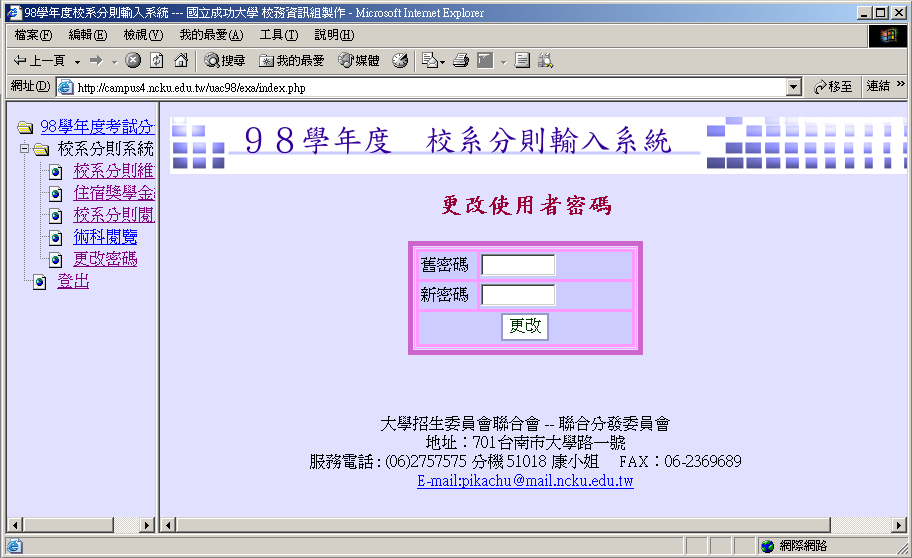 98學年度校系分則輸入系統 --- 國立成功大學 校務資訊組製作 - Microsoft Internet Explorer
檔案(F) 編輯(E) 檢視(V) 我的最愛(A) 工具(T) 說明(H)
上一頁 搜尋 我的最愛 媒體
網址(D) http://campus4.ncku.edu.tw/uac98/exa/index.php 移至 連結 »
98學年度考試分
校系分則系統
校系分則維
住宿獎學金
校系分則閱
術科閱覽
更改密碼
登出
98學年度 校系分則輸入系統
更改使用者密碼
舊密碼
新密碼
更改
大學招生委員會聯合會 -- 聯合分發委員會
地址：701台南市大學路一號
服務電話 : (06)2757575 分機 51018 康小姐 FAX：06-2369689
E-mail:pikachu@mail.ncku.edu.tw
網際網路